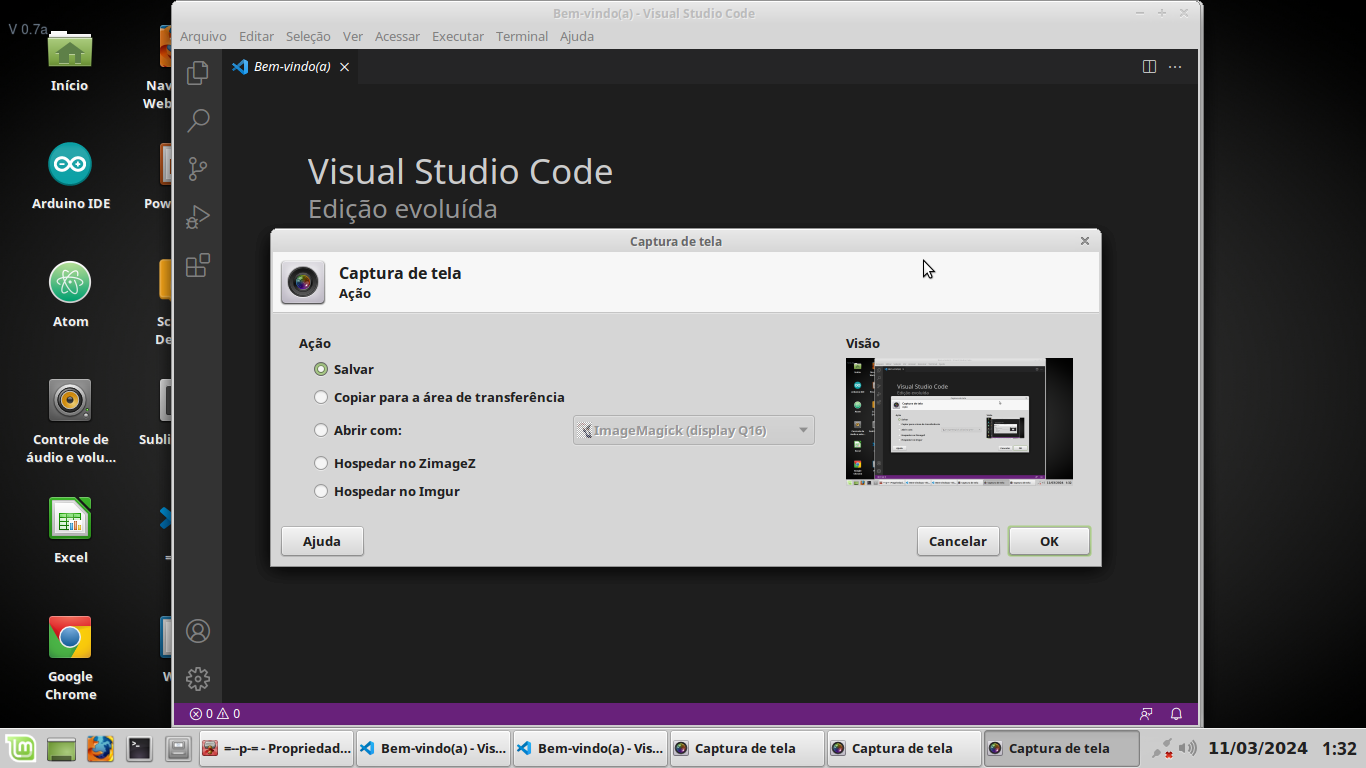 V 0.7a
Início
Arduino IDE
Atom
Controle de
áudio e volu...
Excel
Google
Chrome
Nav
Web
Pow
Sc
De
Subli
=
W
Bem-vindo(a) - Visual Studio Code
Arquivo Editar Seleção Ver Acessar Executar Terminal Ajuda
Bem-vindo(a)
Visual Studio Code
Edição evoluída
Captura de tela
Captura de tela
Ação
Ação
Visão
Salvar
Copiar para a área de transferência
Abrir com: ImageMagick (display Q16)
Hospedar no ZimageZ
Hospedar no Imgur
Visual Studio Code
Ajuda Cancelar OK
0 0
=--p-= - Propriedad... Bem-vindo(a) - Vis... Bem-vindo(a) - Vis... Captura de tela Captura de tela Captura de tela 11/03/2024 1:32